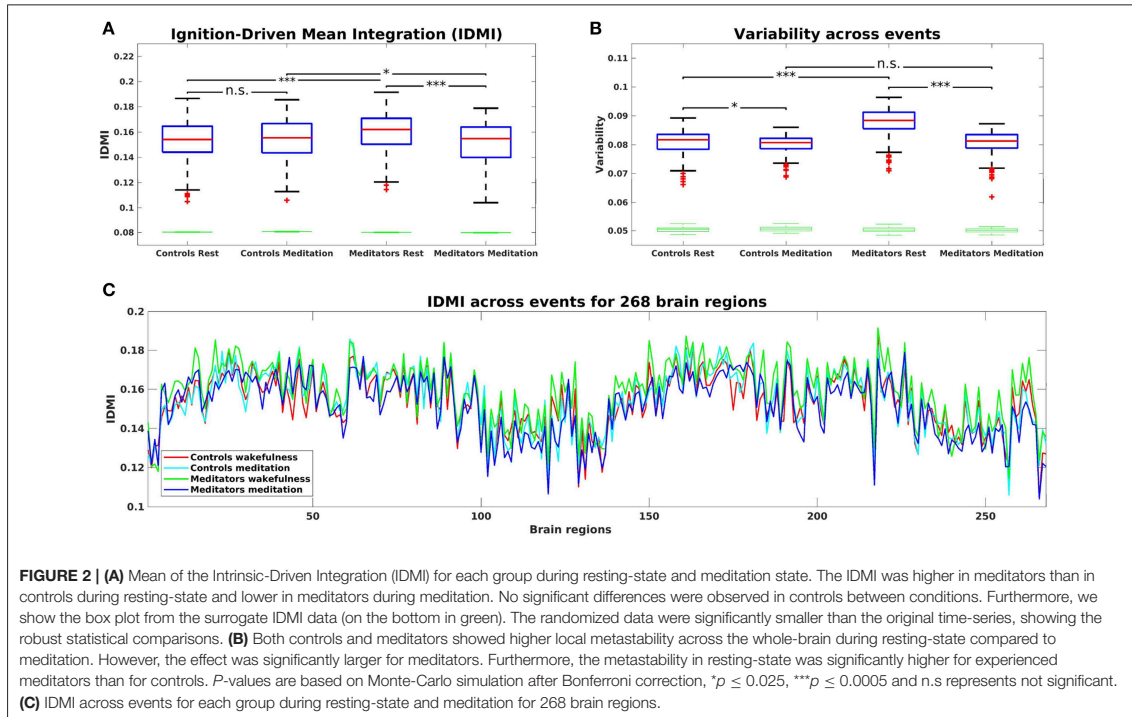 A
Ignition-Driven Mean Integration (IDMI)
0.22
0.2
0.18
0.16
0.14
0.12
0.1
0.08
IDMI
n.s.
***
*
***
Controls Rest
Controls Meditation
Meditators Rest
Meditators Meditation
B
Variability across events
0.11
0.1
0.09
0.08
0.07
0.06
0.05
Variability
*
***
n.s.
***
Controls Rest
Controls Meditation
Meditators Rest
Meditators Meditation
C
IDMI across events for 268 brain regions
0.2
0.18
0.16
0.14
0.12
0.1
IDMI
Controls wakefulness
Controls meditation
Meditators wakefulness
Meditators meditation
50
100
150
200
250
Brain regions
FIGURE 2 | (A) Mean of the Intrinsic-Driven Integration (IDMI) for each group during resting-state and meditation state. The IDMI was higher in meditators than in
controls during resting-state and lower in meditators during meditation. No significant differences were observed in controls between conditions. Furthermore, we
show the box plot from the surrogate IDMI data (on the bottom in green). The randomized data were significantly smaller than the original time-series, showing the
robust statistical comparisons. (B) Both controls and meditators showed higher local metastability across the whole-brain during resting-state compared to
meditation. However, the effect was significantly larger for meditators. Furthermore, the metastability in resting-state was significantly higher for experienced
meditators than for controls. P-values are based on Monte-Carlo simulation after Bonferroni correction, *p ≤ 0.025, ***p ≤ 0.0005 and n.s represents not significant.
(C) IDMI across events for each group during resting-state and meditation for 268 brain regions.